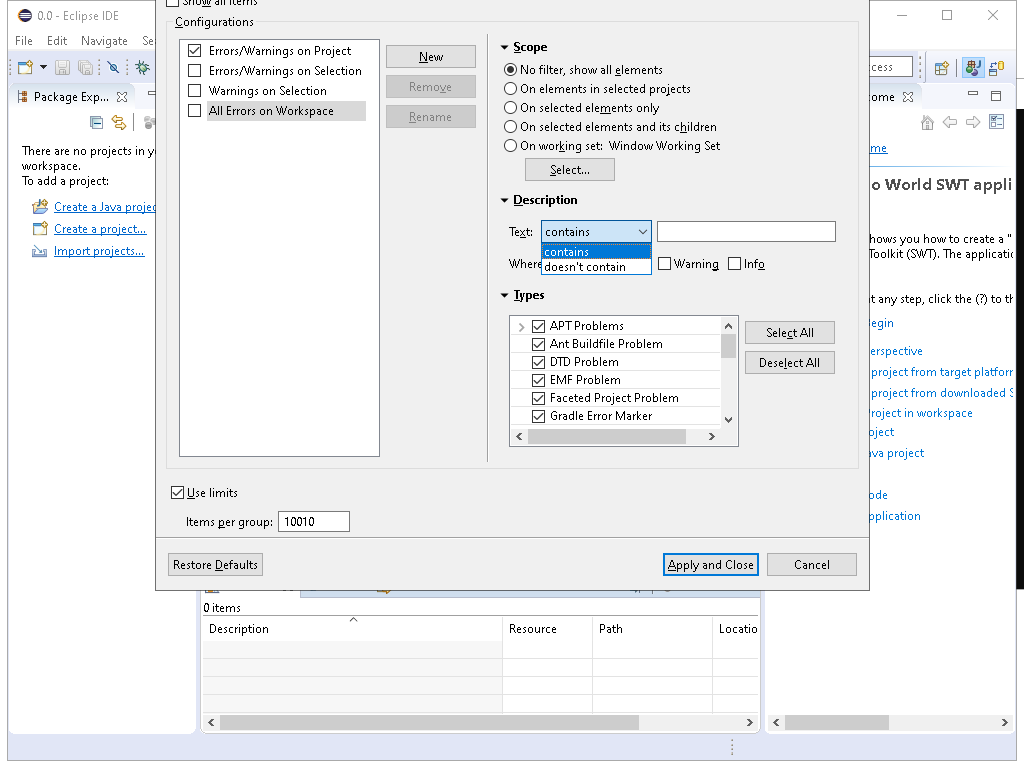 0.0 - Eclipse IDE
Show all items
File Edit Navigate Se
Configurations
Errors/Warnings on Project
Errors/Warnings on Selection
Warnings on Selection
All Errors on Workspace
New
Remove
Rename
Scope
No filter, show all elements
On elements in selected projects
On selected elements only
On selected elements and its children
On working set: Window Working Set
Select...
Description
Text: contains
contains
doesn't contain
Where
Warning Info
Types
APT Problems
Ant Buildfile Problem
DTD Problem
EMF Problem
Faceted Project Problem
Gradle Error Marker
Select All
Deselect All
Use limits
Items per group: 10010
Restore Defaults
Apply and Close
Cancel
Package Exp...
There are no projects in y
workspace.
To add a project:
Create a Java projec
Create a project...
Import projects...
cess
ome
me
o World SWT appli
hows you how to create a "
Toolkit (SWT). The applicatic
t any step, click the (?) to th
egin
erspective
project from target platforr
project from downloaded S
roject in workspace
oject
va project
ode
pplication
0 items
Description Resource Path Locatio